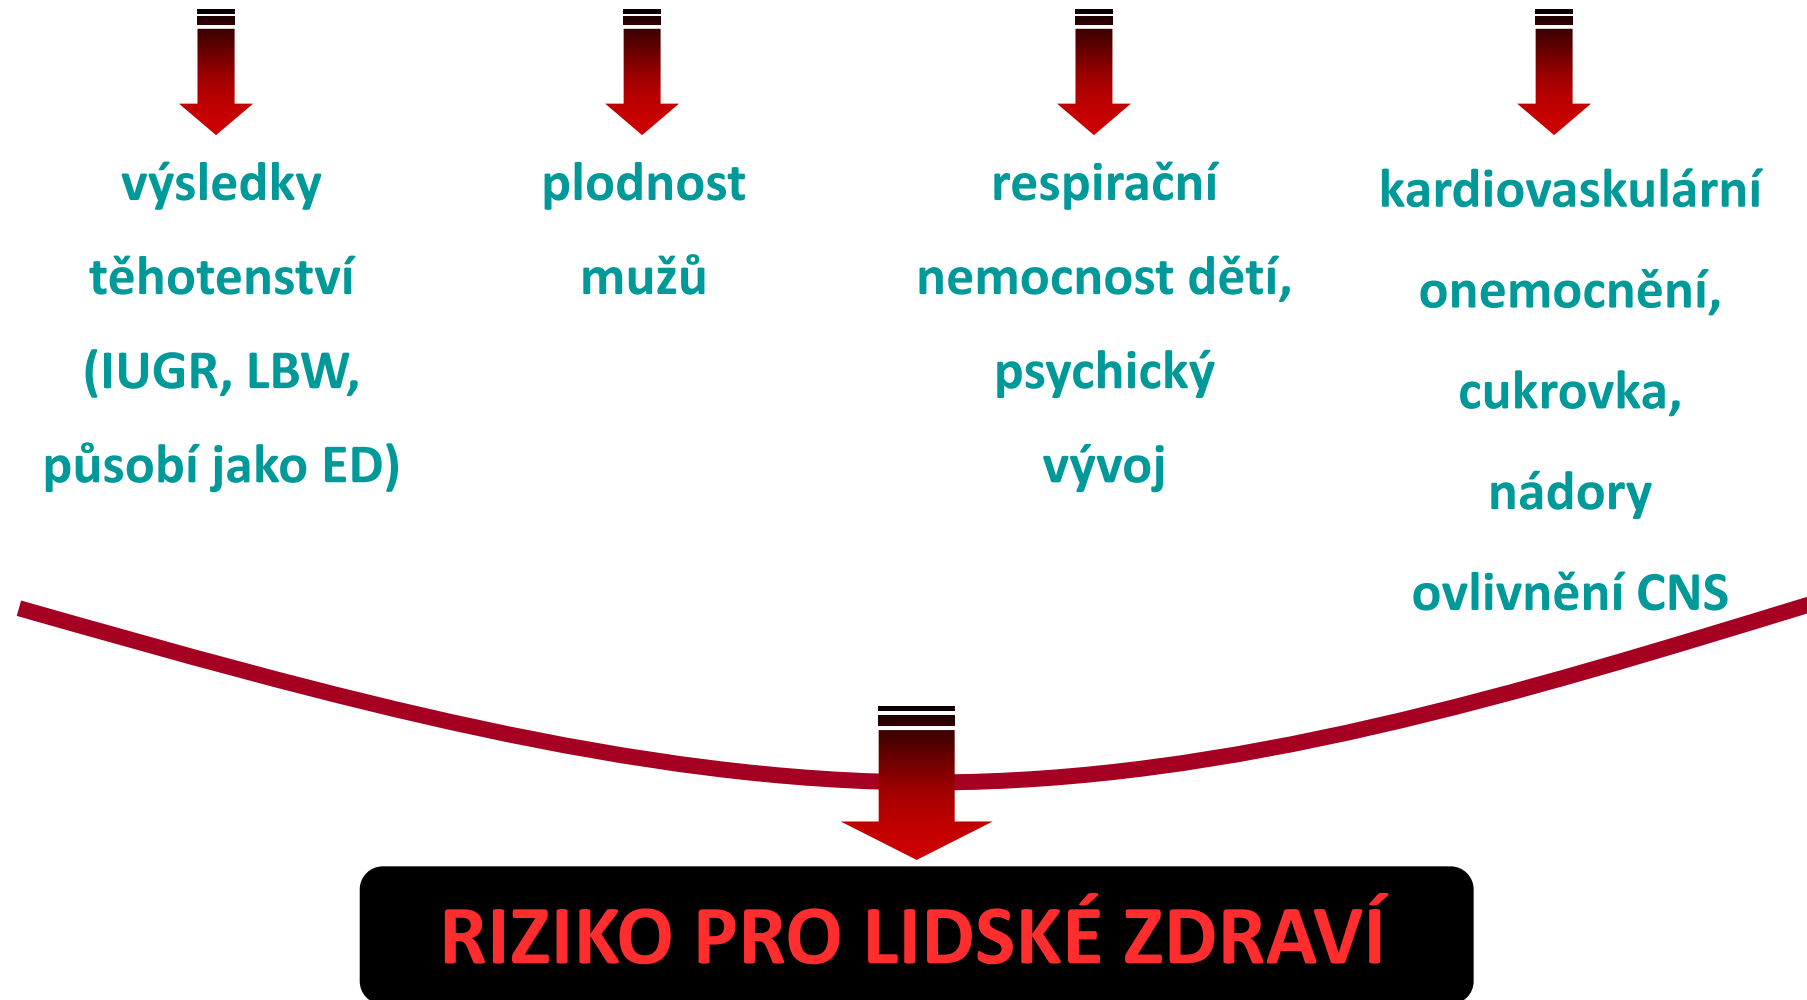 výsledky
těhotenství
(IUGR, LBW,
působí jako ED)
plodnost
mužů
respirační
nemocnost dětí,
psychický
vývoj
kardiovaskulární
onemocnění,
cukrovka,
nádory
ovlivnění CNS
RIZIKO PRO LIDSKÉ ZDRAVÍ